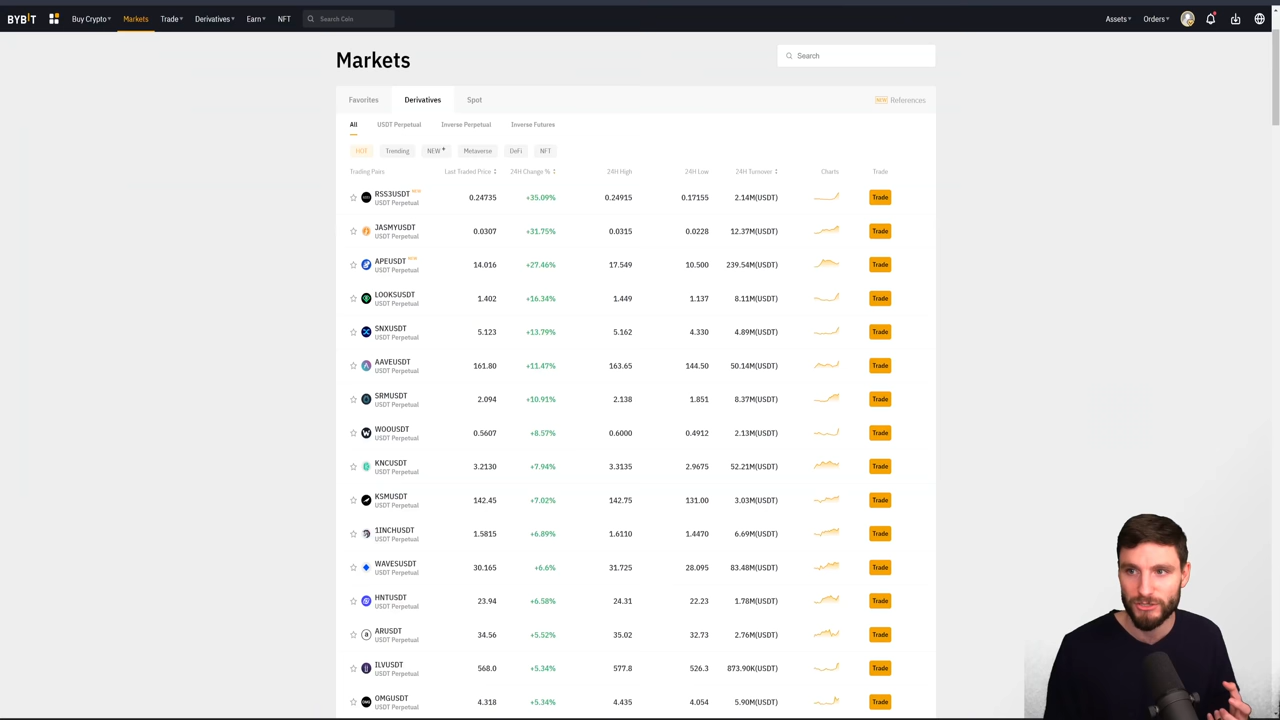 BYBIT Buy Crypto Markets Trade Derivatives Earn NFT Search Coin Assets Orders
Markets
Search
Favorites Derivatives Spot NEW References
All USDT Perpetual Inverse Perpetual Inverse Futures
HOT Trending NEW Metaverse DeFi NFT
Trading Pairs Last Traded Price 24H Change % 24H High 24H Low 24H Turnover Charts Trade
RSS3USDT NEW 0.24735 +35.09% 0.24915 0.17155 2.14M(USDT) Trade
USDT Perpetual
JASMYUSDT 0.0307 +31.75% 0.0315 0.0228 12.37M(USDT) Trade
USDT Perpetual
APEUSDT NEW 14.016 +27.46% 17.549 10.500 239.54M(USDT) Trade
USDT Perpetual
LOOKSUSDT 1.402 +16.34% 1.449 1.137 8.11M(USDT) Trade
USDT Perpetual
SNXUSDT 5.123 +13.79% 5.162 4.330 4.89M(USDT) Trade
USDT Perpetual
AAVEUSDT 161.80 +11.47% 163.65 144.50 50.14M(USDT) Trade
USDT Perpetual
SRMUSDT 2.094 +10.91% 2.138 1.851 8.37M(USDT) Trade
USDT Perpetual
WOOUSDT 0.5607 +8.57% 0.6000 0.4912 2.13M(USDT) Trade
USDT Perpetual
KNCUSDT 3.2130 +7.94% 3.3135 2.9675 52.21M(USDT) Trade
USDT Perpetual
KSMUSDT 142.45 +7.02% 142.75 131.00 3.03M(USDT) Trade
USDT Perpetual
1INCHUSDT 1.5815 +6.89% 1.6110 1.4470 6.69M(USDT) Trade
USDT Perpetual
WAVESUSDT 30.165 +6.6% 31.725 28.095 83.48M(USDT) Trade
USDT Perpetual
HNTUSDT 23.94 +6.58% 24.31 22.23 1.78M(USDT) Trade
USDT Perpetual
ARUSDT 34.56 +5.52% 35.02 32.73 2.76M(USDT) Trade
USDT Perpetual
ILVUSDT 568.0 +5.34% 577.8 526.3 873.90K(USDT) Trade
USDT Perpetual
OMGUSDT 4.318 +5.34% 4.435 4.054 5.90M(USDT) Trade
USDT Perpetual